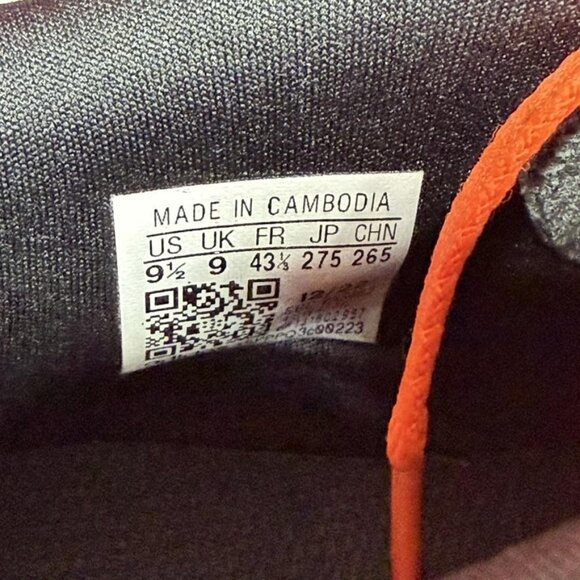 MADE IN CAMBODIA
US UK FR JP CHN
9½ 9 43⅓ 275 265